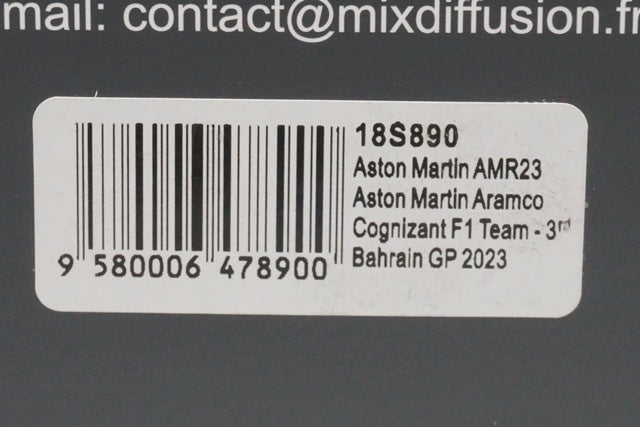 mail: contact@mixdiffusion.fr
18S890
Aston Martin AMR23
Aston Martin Aramco
Cognizant F1 Team - 3rd
Bahrain GP 2023
9 580006 478900